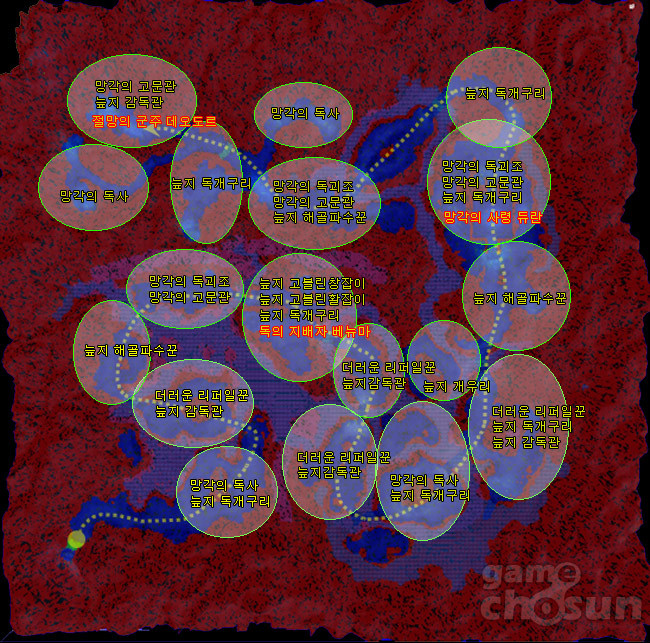 망각의 고문관
늪지 감독관
절망의 군주 데모도르
망각의 독사
늪지 독개구리
망각의 독사
늪지 독개구리
망각의 독괴조
망각의 고문관
늪지 해골파수꾼
망각의 독괴조
망각의 고문관
늪지 독개구리
망각의 사령 듀란
망각의 독괴조
망각의 고문관
늪지 고블린창잡이
늪지 고블린활잡이
늪지 독개구리
독의 지배자 베뉴마
늪지 해골파수꾼
늪지 해골파수꾼
더러운 리퍼일꾼
늪지감독관
늪지 개우리
더러운 리퍼일꾼
늪지 감독관
더러운 리퍼일꾼
늪지 독개구리
늪지 감독관
더러운 리퍼일꾼
늪지감독관
망각의 독사
늪지 독개구리
망각의 독사
늪지 독개구리
game
chosun